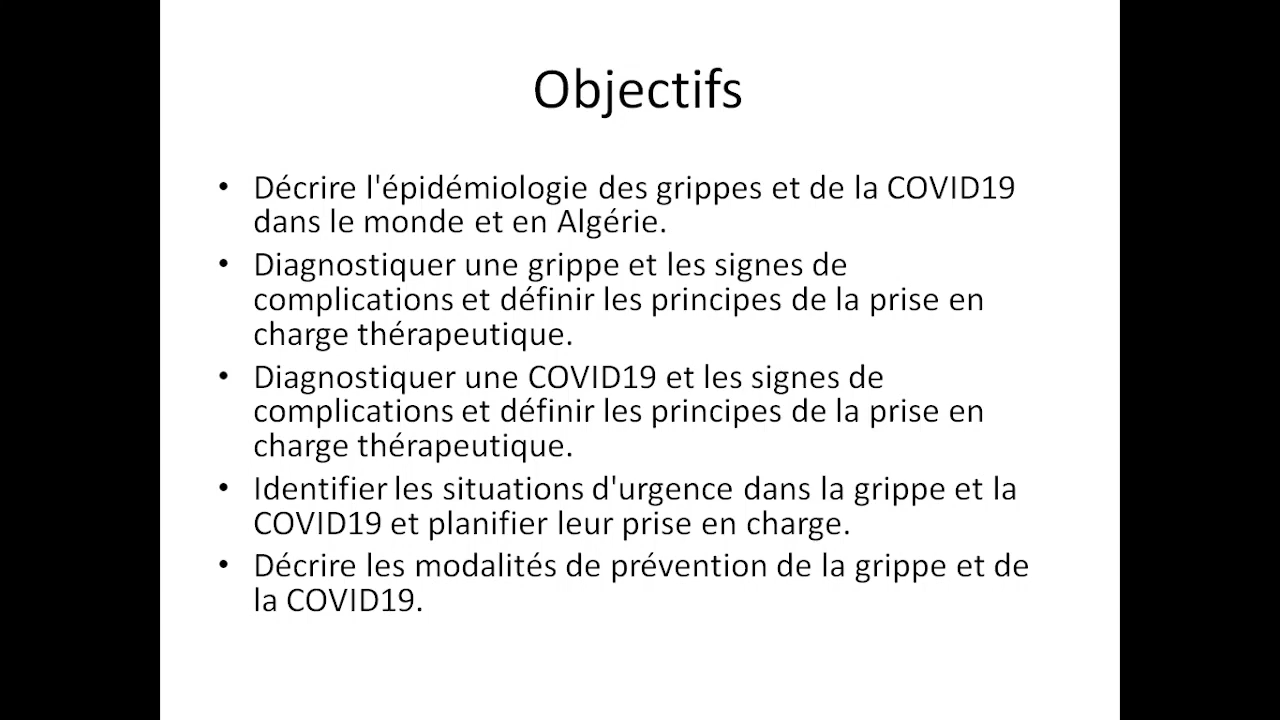 Objectifs
• Décrire l'épidémiologie des grippes et de la COVID19
dans le monde et en Algérie.
• Diagnostiquer une grippe et les signes de
complications et définir les principes de la prise en
charge thérapeutique.
• Diagnostiquer une COVID19 et les signes de
complications et définir les principes de la prise en
charge thérapeutique.
• Identifier les situations d'urgence dans la grippe et la
COVID19 et planifier leur prise en charge.
• Décrire les modalités de prévention de la grippe et de
la COVID19.